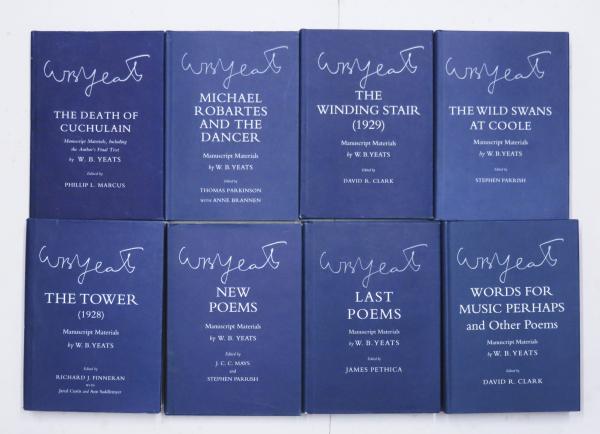 WBYeats
THE DEATH OF
CUCHULAIN
Manuscript Materials, Including
the Author's Final Text
by W. B. YEATS
Edited by
PHILLIP L. MARCUS
WBYeats
MICHAEL
ROBARTES
AND THE
DANCER
Manuscript Materials
by W. B. YEATS
Edited by
THOMAS PARKINSON
WITH ANNE BRANNEN
WBYeats
THE
WINDING STAIR
(1929)
Manuscript Materials
by W. B. YEATS
Edited by
DAVID R. CLARK
WBYeats
THE WILD SWANS
AT COOLE
Manuscript Materials
by W. B. YEATS
Edited by
STEPHEN PARRISH
WBYeats
THE TOWER
(1928)
Manuscript Materials
by W. B. YEATS
Edited by
RICHARD J. FINNERAN
WITH
Jared Curtis and Ann Saddlemyer
WBYeats
NEW
POEMS
Manuscript Materials
by W. B. YEATS
Edited by
J. C. C. MAYS
and
STEPHEN PARRISH
WBYeats
LAST
POEMS
Manuscript Materials
by W. B. YEATS
Edited by
JAMES PETHICA
WBYeats
WORDS FOR
MUSIC PERHAPS
and Other Poems
Manuscript Materials
by W. B. YEATS
Edited by
DAVID R. CLARK